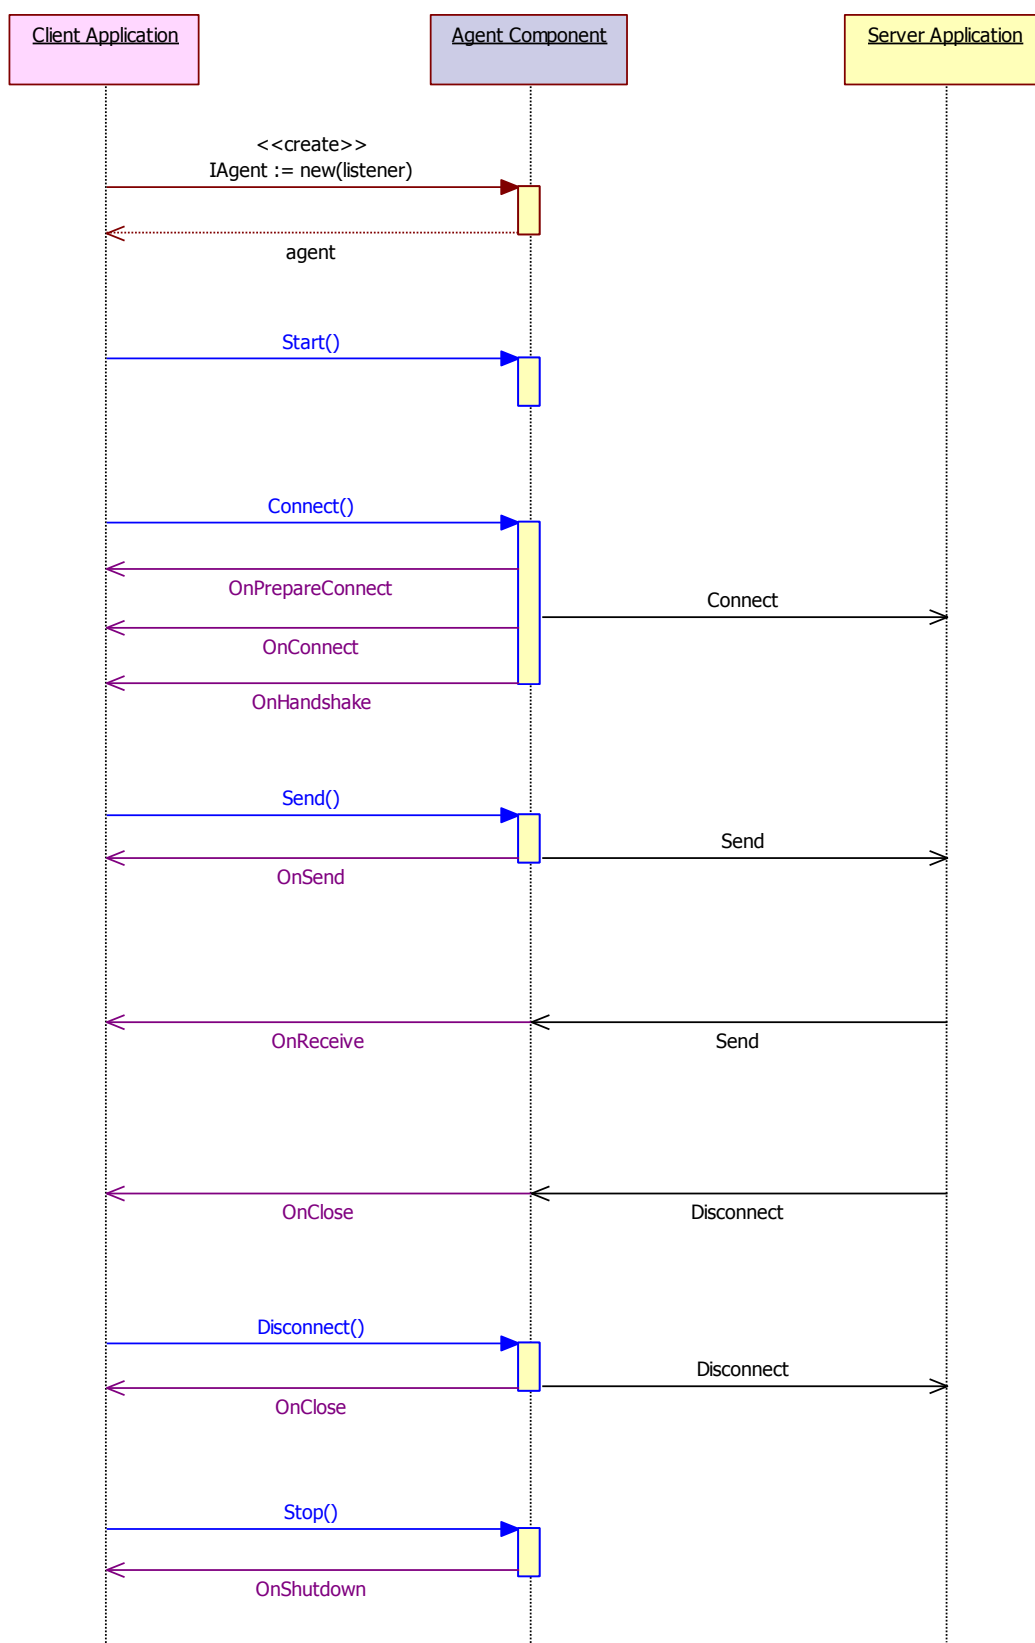 Client Application
Agent Component
Server Application
<<create>>
IAgent := new(listener)
agent
Start()
Connect()
OnPrepareConnect
Connect
OnConnect
OnHandshake
Send()
Send
OnSend
OnReceive
Send
OnClose
Disconnect
Disconnect()
Disconnect
OnClose
Stop()
OnShutdown